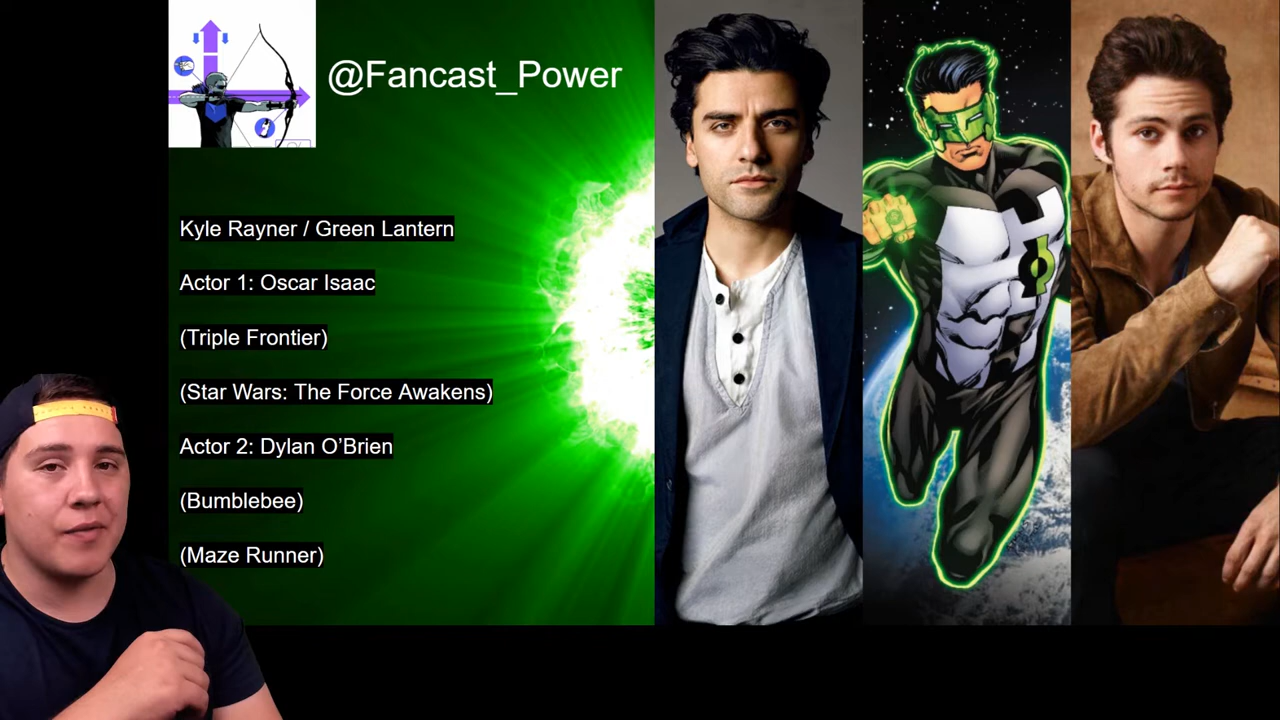 @Fancast_Power
Kyle Rayner / Green Lantern
Actor 1: Oscar Isaac
(Triple Frontier)
(Star Wars: The Force Awakens)
Actor 2: Dylan O’Brien
(Bumblebee)
(Maze Runner)